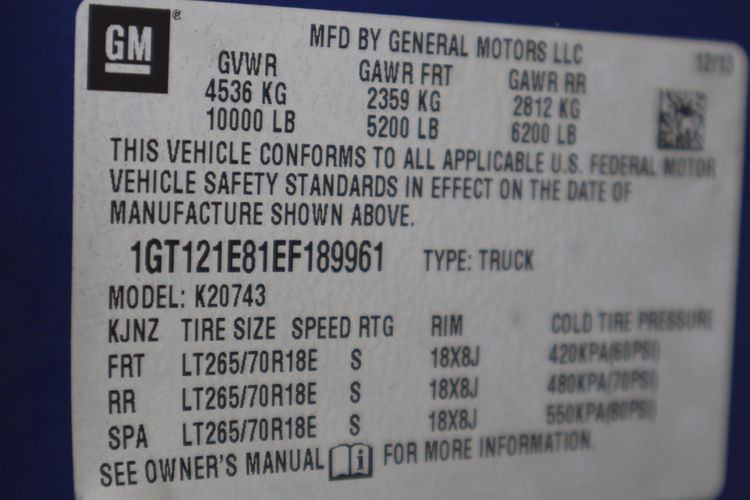 GM ®
MFD BY GENERAL MOTORS LLC 12/13
GVWR GAWR FRT GAWR RR
4536 KG 2359 KG 2812 KG
10000 LB 5200 LB 6200 LB
THIS VEHICLE CONFORMS TO ALL APPLICABLE U.S. FEDERAL MOTOR
VEHICLE SAFETY STANDARDS IN EFFECT ON THE DATE OF
MANUFACTURE SHOWN ABOVE.
1GT121E81EF189961 TYPE: TRUCK
MODEL: K20743
KJNZ TIRE SIZE SPEED RTG RIM COLD TIRE PRESSURE
FRT LT265/70R18E S 18X8J 420KPA(60PSI)
RR LT265/70R18E S 18X8J 480KPA(70PSI)
SPA LT265/70R18E S 18X8J 550KPA(80PSI)
SEE OWNER'S MANUAL i FOR MORE INFORMATION.